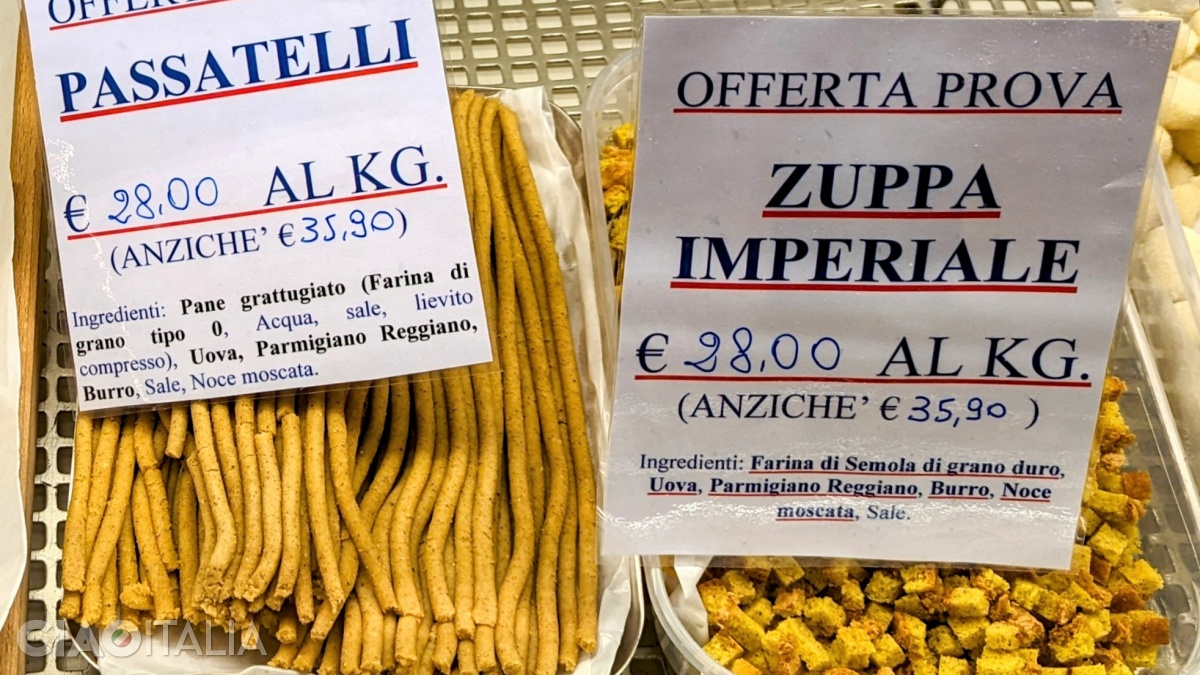 OFFERTA
PASSATELLI
€ 28,00 AL KG.
(ANZICHE' € 35,90)
Ingredienti: Pane grattugiato (Farina di
grano tipo 0, Acqua, sale, lievito
compresso), Uova, Parmigiano Reggiano,
Burro, Sale, Noce moscata.
OFFERTA PROVA
ZUPPA
IMPERIALE
€ 28,00 AL KG.
(ANZICHE' € 35,90 )
Ingredienti: Farina di Semola di grano duro,
Uova, Parmigiano Reggiano, Burro, Noce
moscata, Sale.
CIAO ITALIA